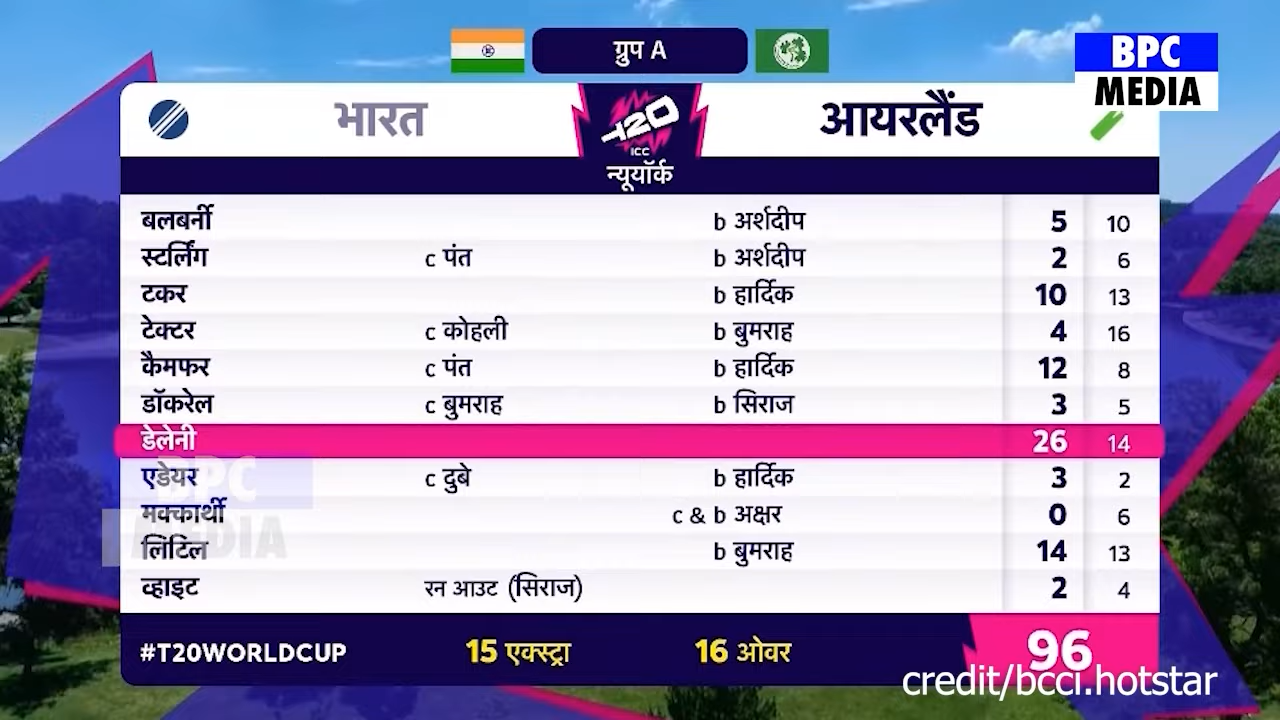 ग्रुप A
BPC
MEDIA
भारत
T20
आयरलैंड
ICC
न्यूयॉर्क
बलबर्नी b अर्शदीप 5 10
स्टर्लिंग c पंत b अर्शदीप 2 6
टकर b हार्दिक 10 13
टेक्टर c कोहली b बुमराह 4 16
कैमफर c पंत b हार्दिक 12 8
डॉकरेल c बुमराह b सिराज 3 5
डेलेनी 26 14
एडेयर c दुबे b हार्दिक 3 2
BPC
मक्कार्थी c & b अक्षर 0 6
MEDIA
लिटिल b बुमराह 14 13
व्हाइट रन आउट (सिराज) 2 4
#T20WORLDCUP 15 एक्स्ट्रा 16 ओवर 96
credit/bcci.hotstar